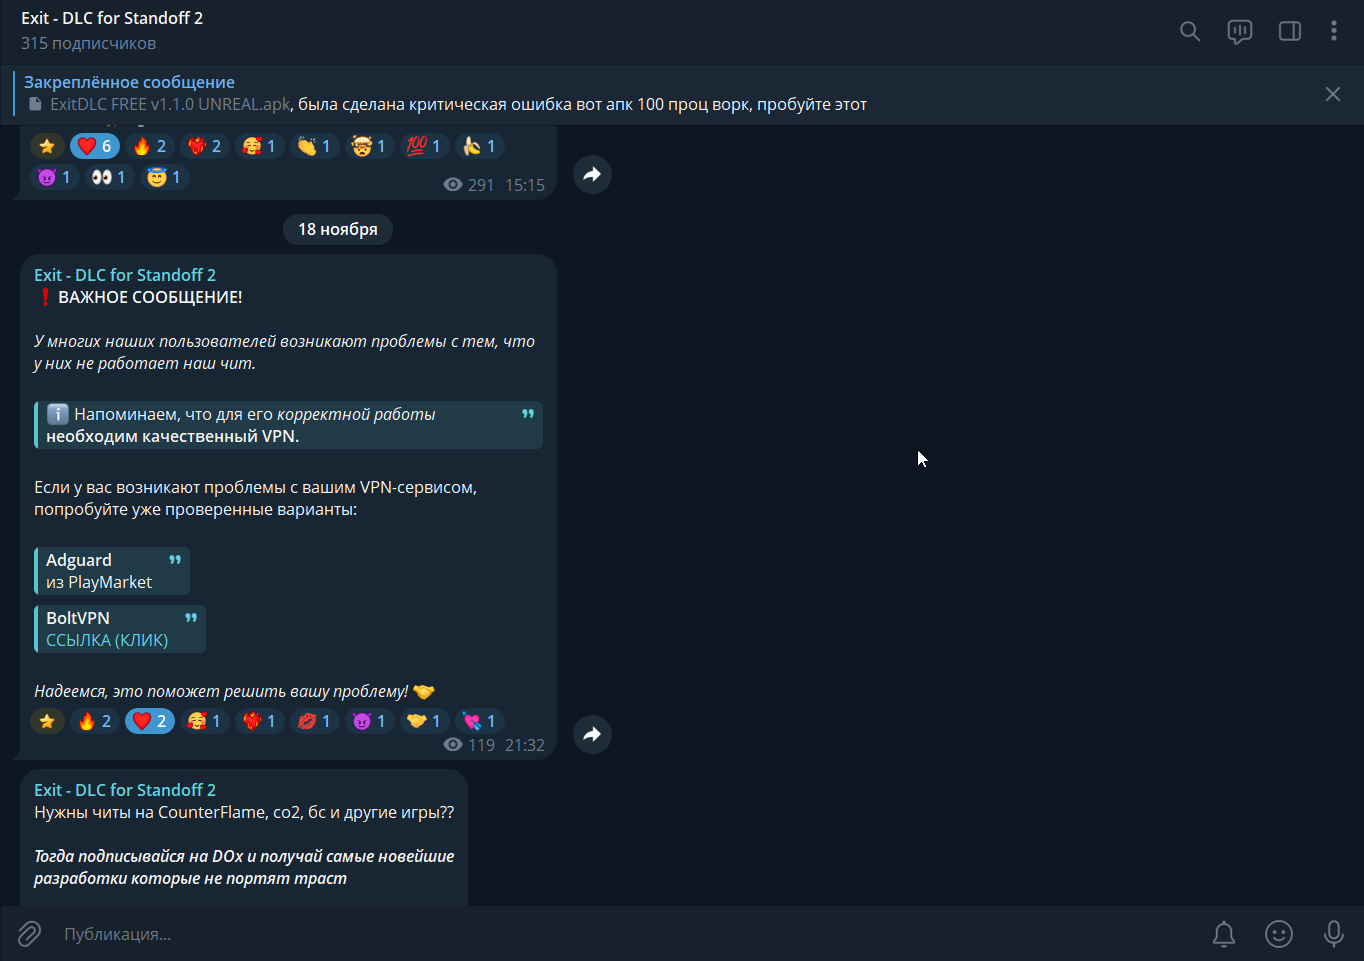 Exit - DLC for Standoff 2
315 подписчиков
Закреплённое сообщение
ExitDLC FREE v1.1.0 UNREAL.apk, была сделана критическая ошибка вот апк 100 проц ворк, пробуйте этот
6 2 2 1 1 1 1 1
1 1 1
291 15:15
18 ноября
Exit - DLC for Standoff 2
❗ ВАЖНОЕ СООБЩЕНИЕ!
У многих наших пользователей возникают проблемы с тем, что
у них не работает наш чит.
ℹ️ Напоминаем, что для его корректной работы
необходим качественный VPN.
Если у вас возникают проблемы с вашим VPN-сервисом,
попробуйте уже проверенные варианты:
Adguard
из PlayMarket
BoltVPN
ССЫЛКА (КЛИК)
Надеемся, это поможет решить вашу проблему! 🤝
2 2 1 1 1 1 1 1
119 21:32
Exit - DLC for Standoff 2
Нужны читы на CounterFlame, со2, бс и другие игры??
Тогда подписывайся на DOx и получай самые новейшие
разработки которые не портят траст
Публикация...